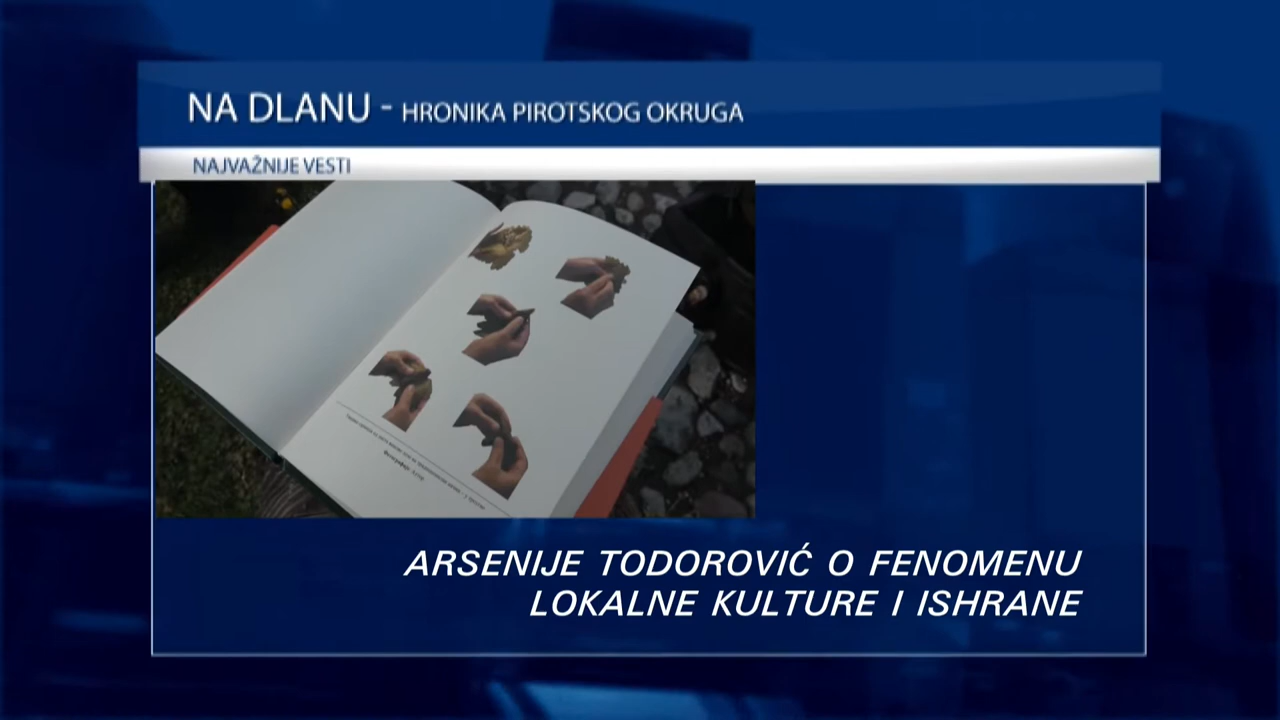 NA DLANU - HRONIKA PIROTSKOG OKRUGA
NAJVAŽNIJE VESTI
ARSENIJE TODOROVIĆ O FENOMENU
LOKALNE KULTURE I ISHRANE